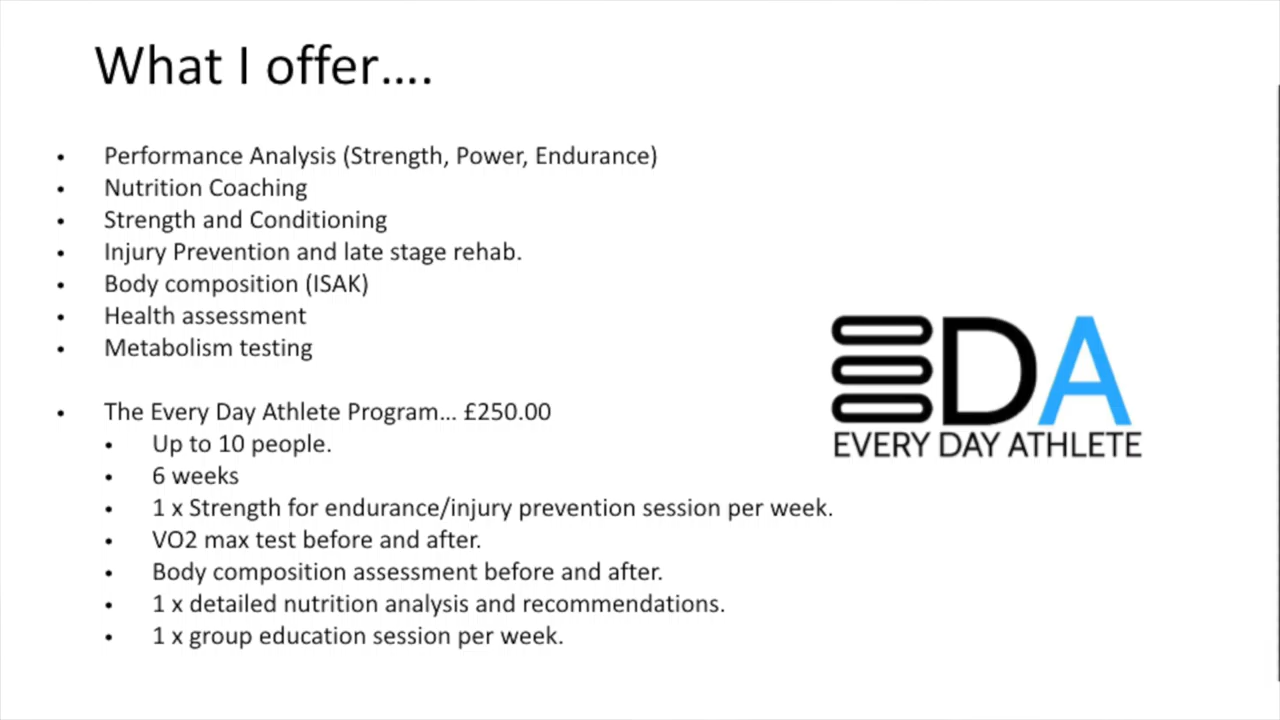 What I offer....
• Performance Analysis (Strength, Power, Endurance)
• Nutrition Coaching
• Strength and Conditioning
• Injury Prevention and late stage rehab.
• Body composition (ISAK)
• Health assessment
• Metabolism testing
• The Every Day Athlete Program... £250.00
• Up to 10 people.
• 6 weeks
• 1 x Strength for endurance/injury prevention session per week.
• VO2 max test before and after.
• Body composition assessment before and after.
• 1 x detailed nutrition analysis and recommendations.
• 1 x group education session per week.
EDA
EVERY DAY ATHLETE